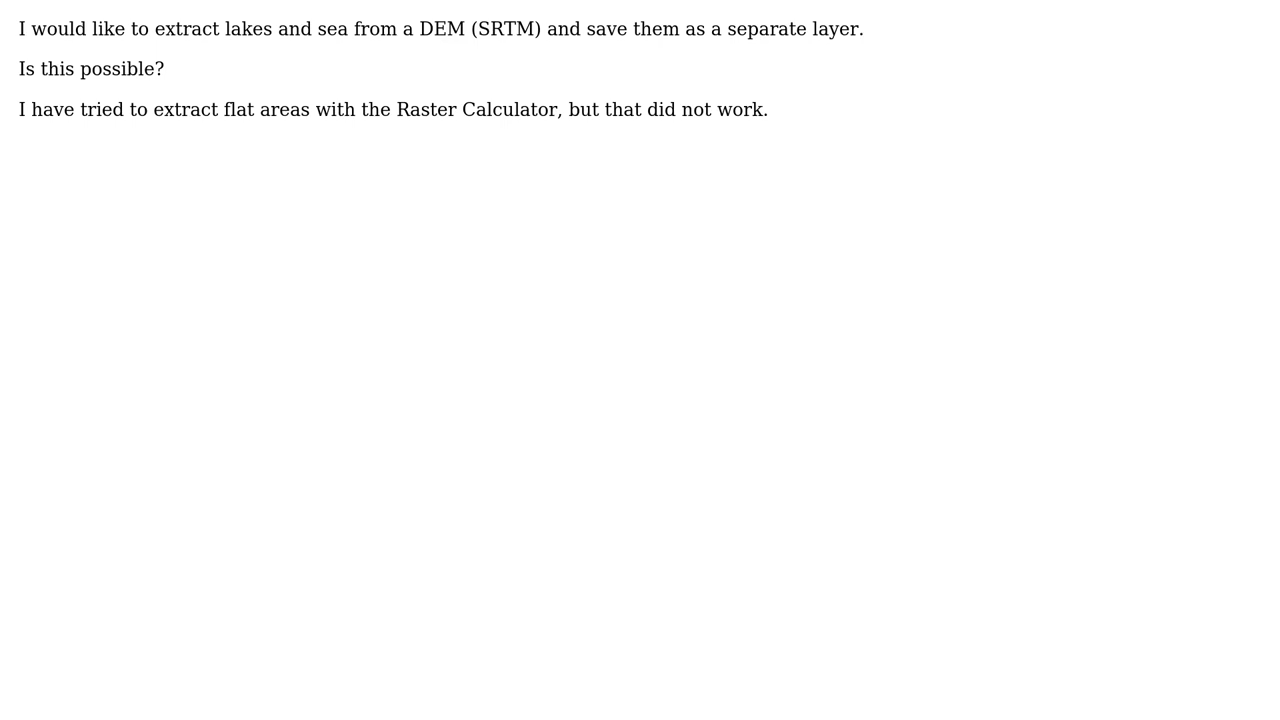 I would like to extract lakes and sea from a DEM (SRTM) and save them as a separate layer.
Is this possible?
I have tried to extract flat areas with the Raster Calculator, but that did not work.